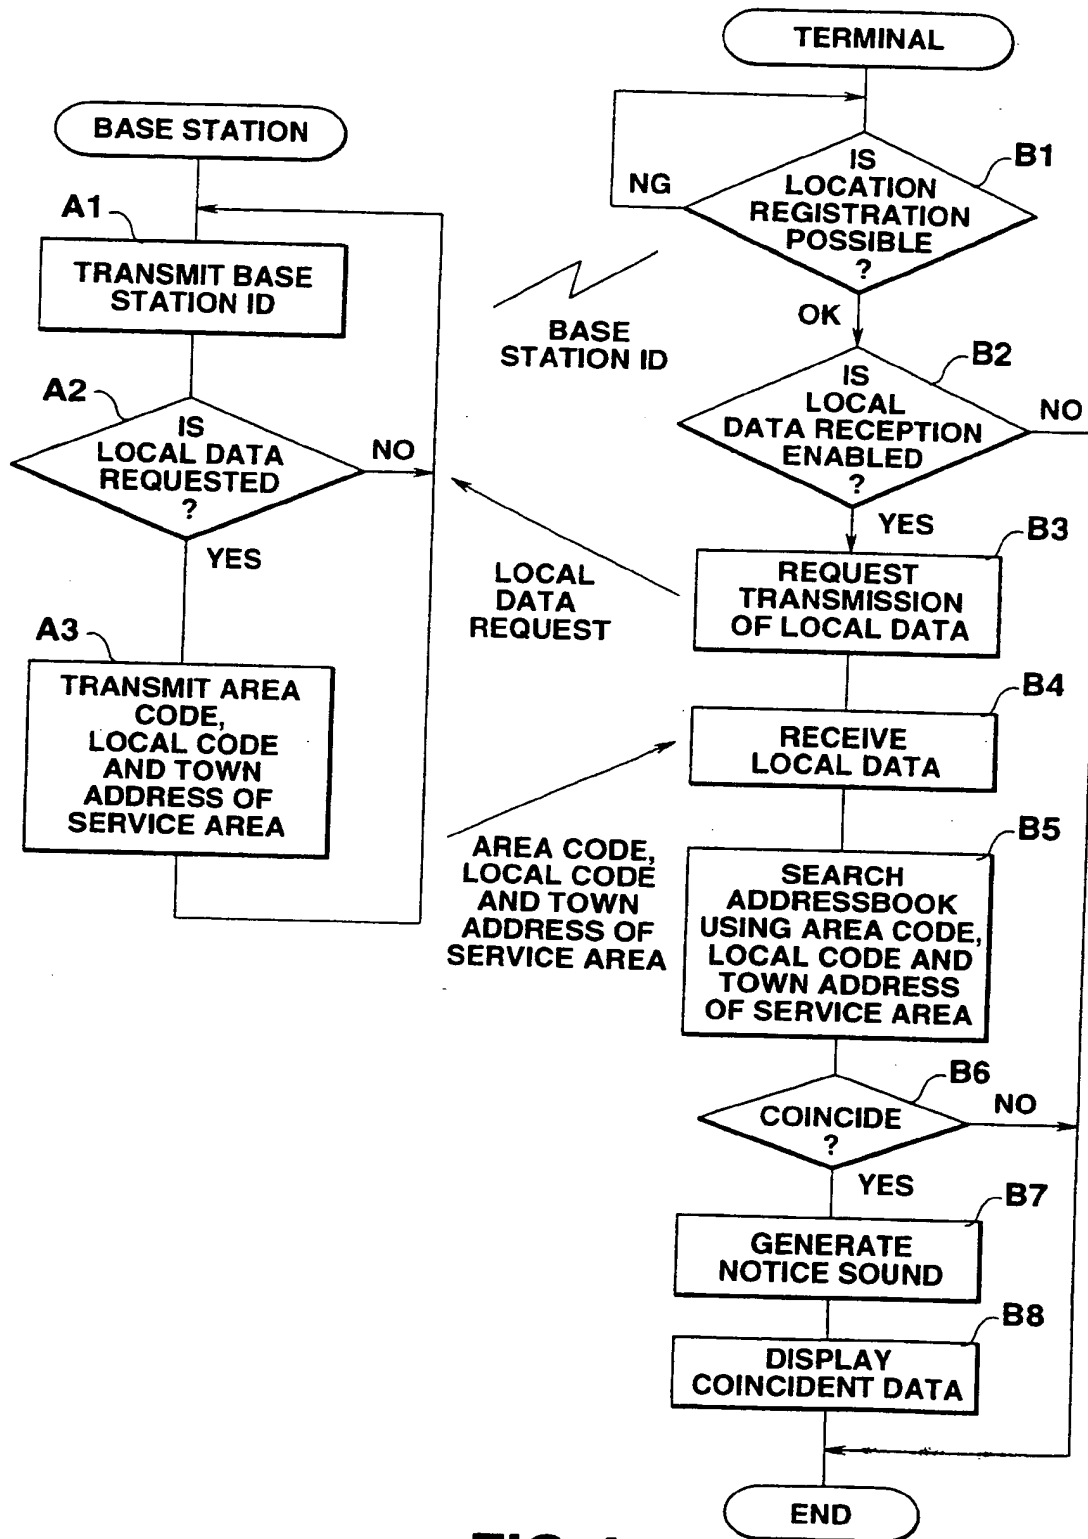 BASE STATION
A1
TRANSMIT BASE
STATION ID
A2
IS
LOCAL DATA
REQUESTED
?
NO
YES
A3
TRANSMIT AREA
CODE,
LOCAL CODE
AND TOWN
ADDRESS OF
SERVICE AREA
BASE
STATION ID
LOCAL
DATA
REQUEST
AREA CODE,
LOCAL CODE
AND TOWN
ADDRESS OF
SERVICE AREA
TERMINAL
B1
IS
LOCATION
REGISTRATION
POSSIBLE
?
NG
OK
B2
IS
LOCAL
DATA RECEPTION
ENABLED
?
NO
YES
B3
REQUEST
TRANSMISSION
OF LOCAL DATA
B4
RECEIVE
LOCAL DATA
B5
SEARCH
ADDRESSBOOK
USING AREA CODE,
LOCAL CODE AND
TOWN ADDRESS
OF SERVICE AREA
B6
COINCIDE
?
NO
YES
B7
GENERATE
NOTICE SOUND
B8
DISPLAY
COINCIDENT DATA
END